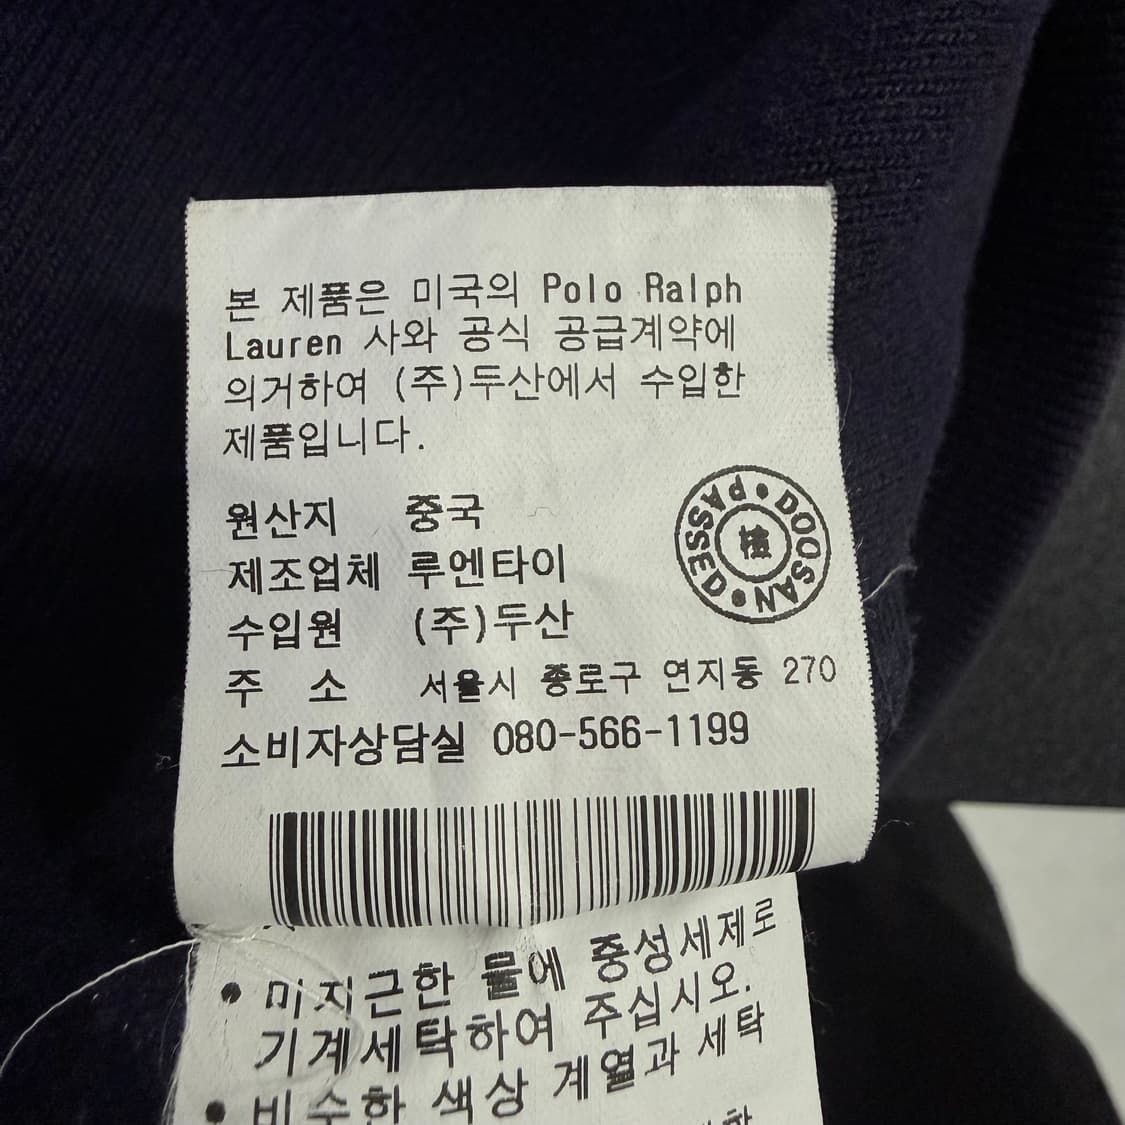 본 제품은 미국의 Polo Ralph
Lauren 사와 공식 공급계약에
의거하여 (주)두산에서 수입한
제품입니다.
원산지 중국
제조업체 루엔타이
수입원 (주)두산
주 소 서울시 종로구 연지동 270
소비자상담실 080-566-1199
DOOSAN • PASSED •
檢
• 미지근한 물에 중성세제로
기계세탁하여 주십시오.
• 비슷한 색상 계열과 세탁